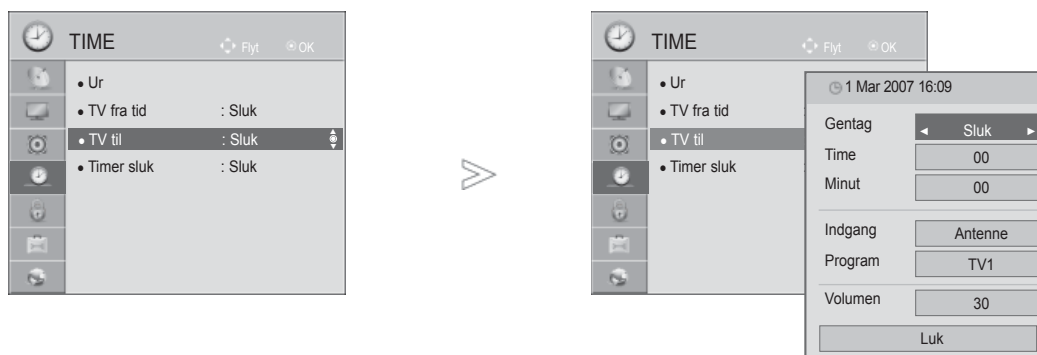 TIME
Flyt OK
• Ur
• TV fra tid : Sluk
• TV til : Sluk
• Timer sluk : Sluk
TIME
Flyt OK
• Ur
• TV fra tid :
• TV til
• Timer sluk :
1 Mar 2007 16:09
Gentag ◄ Sluk ►
Time 00
Minut 00
Indgang Antenne
Program TV1
Volumen 30
Luk